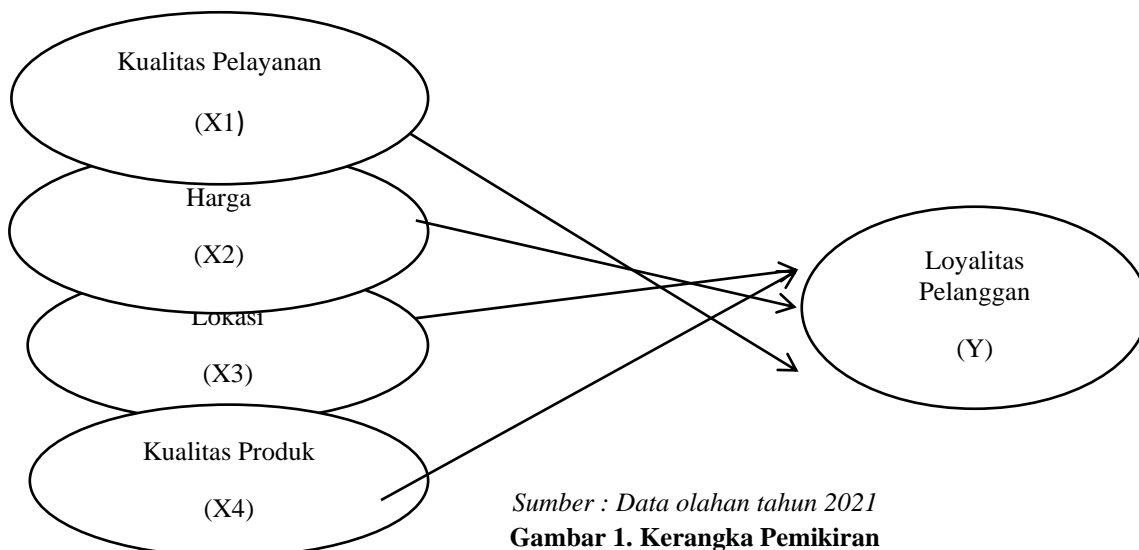 Kualitas Pelayanan
(X1)
Harga
(X2)
Lokasi
(X3)
Kualitas Produk
(X4)
Loyalitas
Pelanggan
(Y)
Sumber : Data olahan tahun 2021
Gambar 1. Kerangka Pemikiran